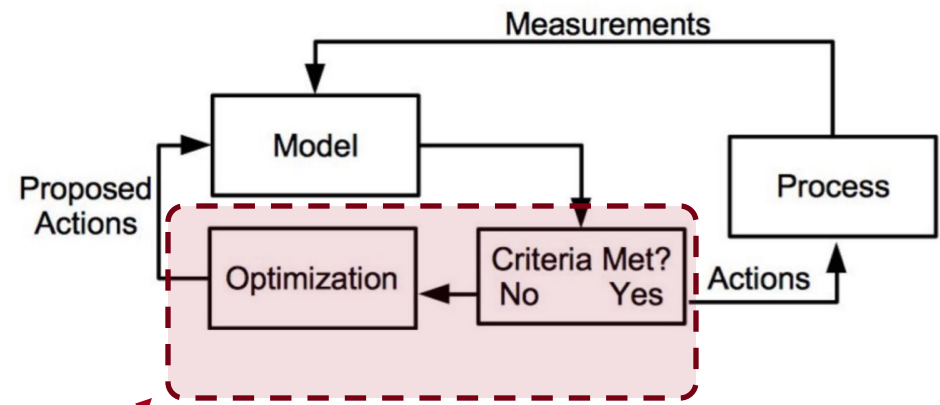 Measurements
Model
Process
Proposed
Actions
Optimization
Criteria Met?
No Yes
Actions